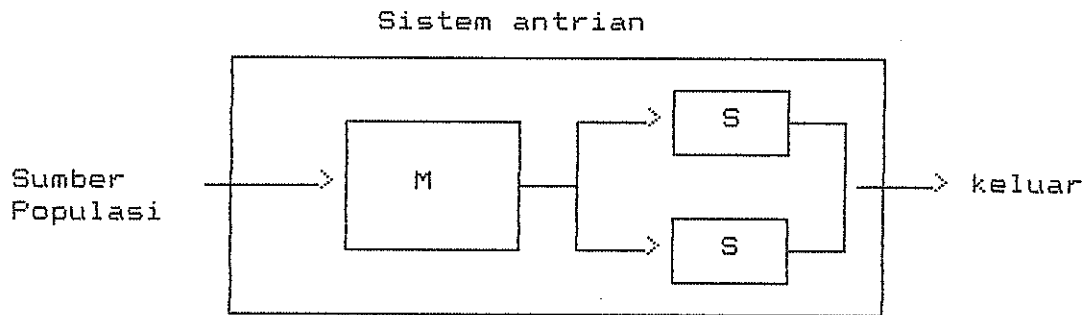 Sistem antrian
S
Sumber
Populasi
M
keluar
S